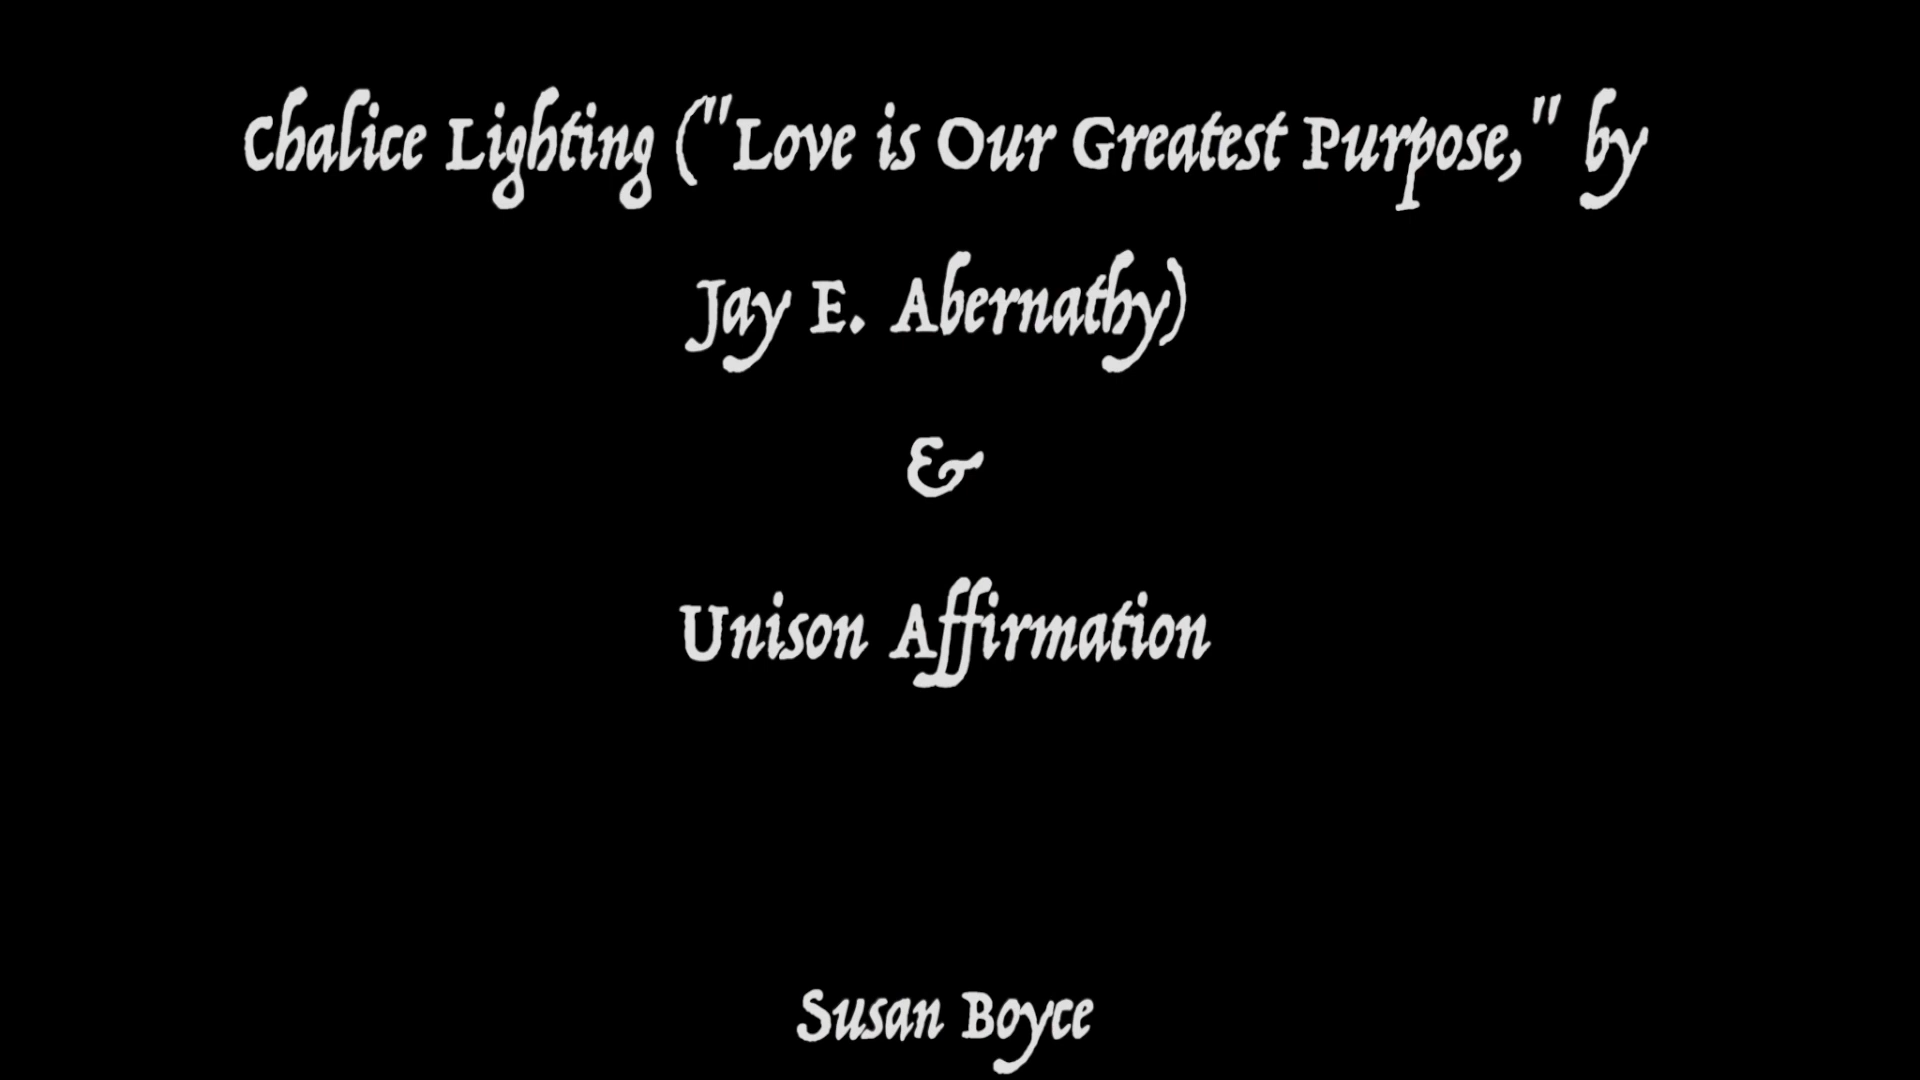 Chalice Lighting ("Love is Our Greatest Purpose," by
Jay E. Abernathy)
&
Unison Affirmation
Susan Boyce